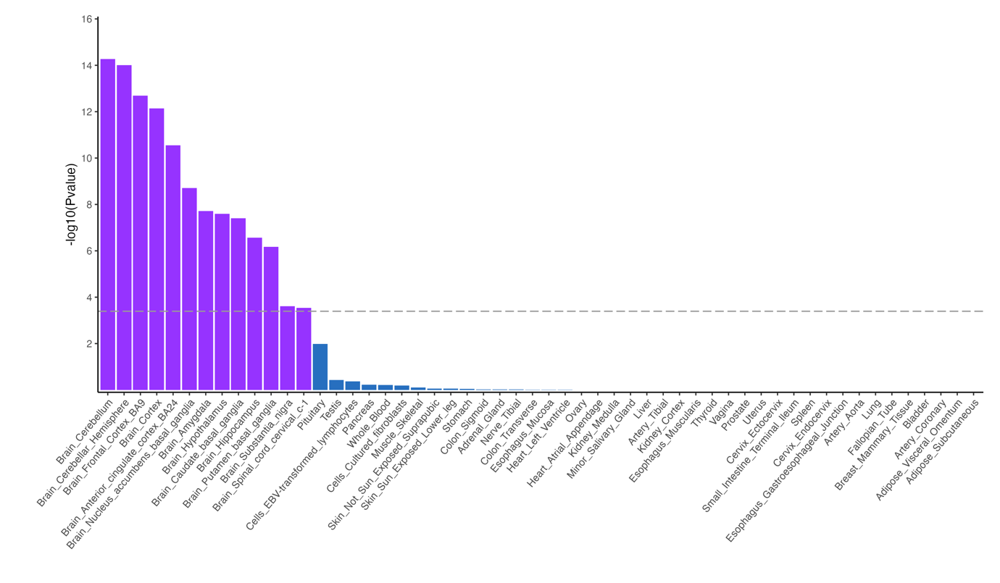 16
14
12
10
8
6
4
2
-log10(Pvalue)
Brain_Cerebellum
Brain_Cerebellar_Hemisphere
Brain_Frontal_Cortex_BA9
Brain_Cortex
Brain_Anterior_cingulate_cortex_BA24
Brain_Nucleus_accumbens_basal_ganglia
Brain_Amygdala
Brain_Hypothalamus
Brain_Caudate_basal_ganglia
Brain_Hippocampus
Brain_Putamen_basal_ganglia
Brain_Substantia_nigra
Brain_Spinal_cord_cervical_c-1
Pituitary
Testis
Cells_EBV-transformed_lymphocytes
Pancreas
Whole_Blood
Cells_Cultured_fibroblasts
Muscle_Skeletal
Skin_Not_Sun_Exposed_Suprapubic
Skin_Sun_Exposed_Lower_leg
Stomach
Colon_Sigmoid
Adrenal_Gland
Nerve_Tibial
Colon_Transverse
Esophagus_Mucosa
Heart_Left_Ventricle
Ovary
Heart_Atrial_Appendage
Kidney_Medulla
Minor_Salivary_Gland
Liver
Artery_Tibial
Kidney_Cortex
Esophagus_Muscularis
Thyroid
Vagina
Prostate
Uterus
Cervix_Ectocervix
Small_Intestine_Terminal_Ileum
Spleen
Cervix_Endocervix
Esophagus_Gastroesophageal_Junction
Artery_Aorta
Lung
Fallopian_Tube
Breast_Mammary_Tissue
Bladder
Artery_Coronary
Adipose_Visceral_Omentum
Adipose_Subcutaneous